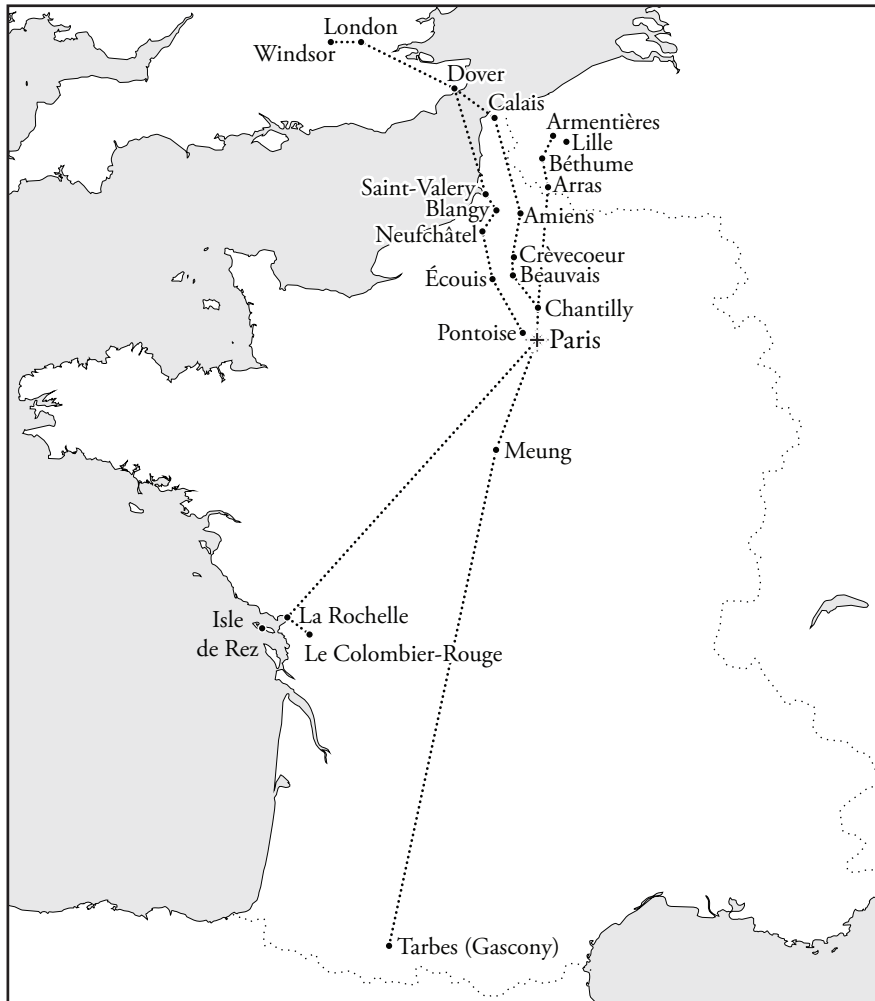 London
Windsor
Dover
Calais
Armentières
Lille
Béthume
Arras
Saint-Valery
Blangy
Amiens
Neufchâtel
Crèvecoeur
Beauvais
Écouis
Chantilly
Pontoise
Paris
Meung
Isle
de Rez
La Rochelle
Le Colombier-Rouge
Tarbes (Gascony)